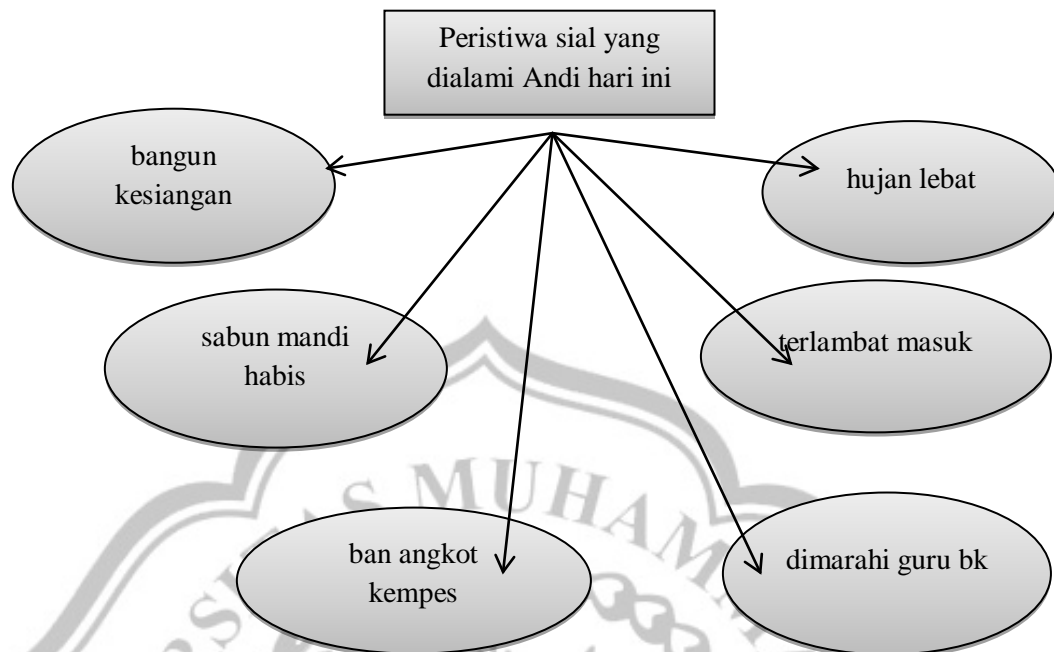 Peristiwa sial yang
dialami Andi hari ini
bangun
kesiangan
hujan lebat
sabun mandi
habis
terlambat masuk
ban angkot
kempes
dimarahi guru bk
S MUHAMM